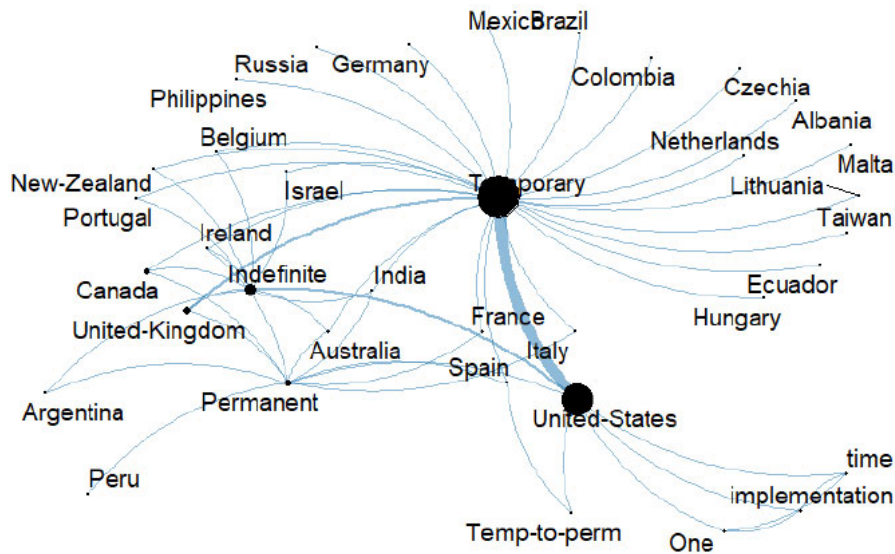 Mexico
Brazil
Russia
Germany
Colombia
Czechia
Philippines
Albania
Belgium
Netherlands
Malta
New-Zealand
Israel
Temporary
Lithuania
Portugal
Taiwan
Ireland
Indefinite
India
Canada
Ecuador
United-Kingdom
France
Hungary
Australia
Italy
Spain
Argentina
Permanent
United-States
Peru
time
implementation
Temp-to-perm
One